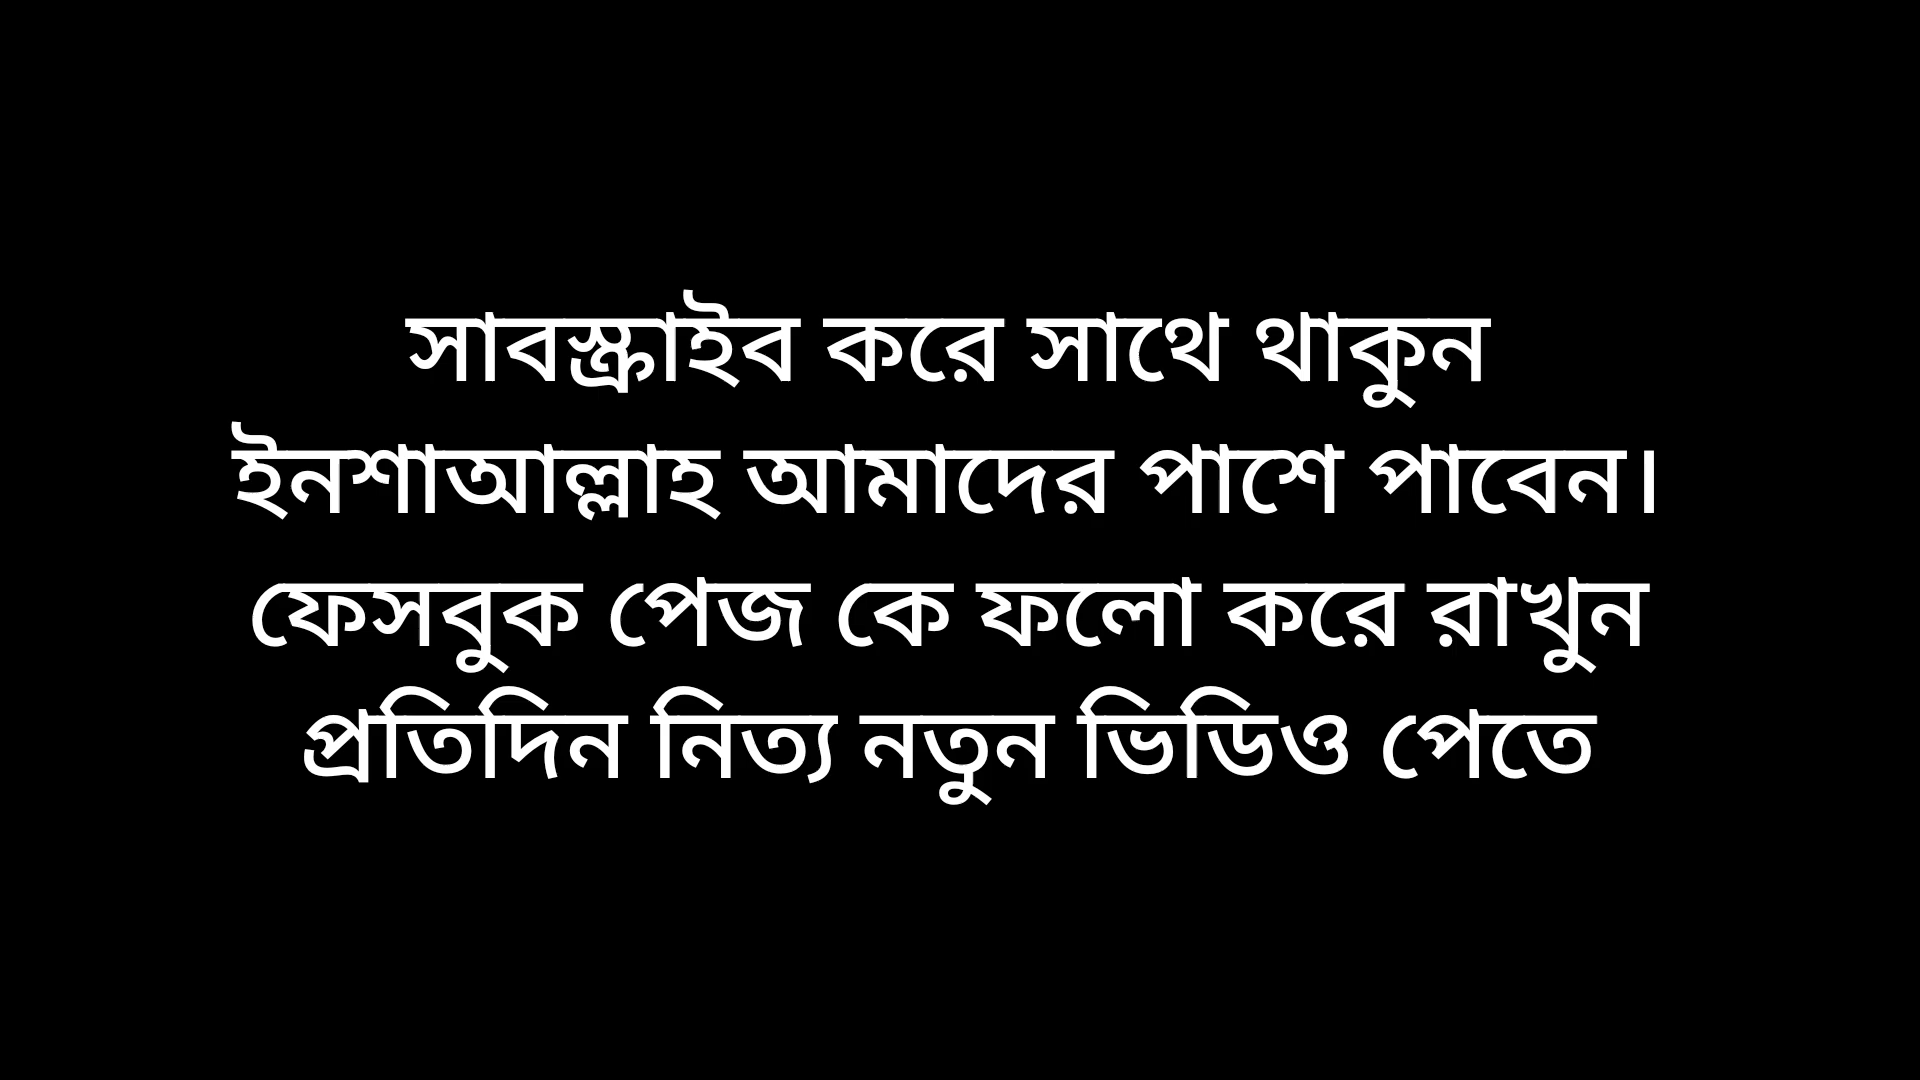 সাবস্ক্রাইব করে সাথে থাকুন
ইনশাআল্লাহ আমাদের পাশে পাবেন।
ফেসবুক পেজ কে ফলো করে রাখুন
প্রতিদিন নিত্য নতুন ভিডিও পেতে